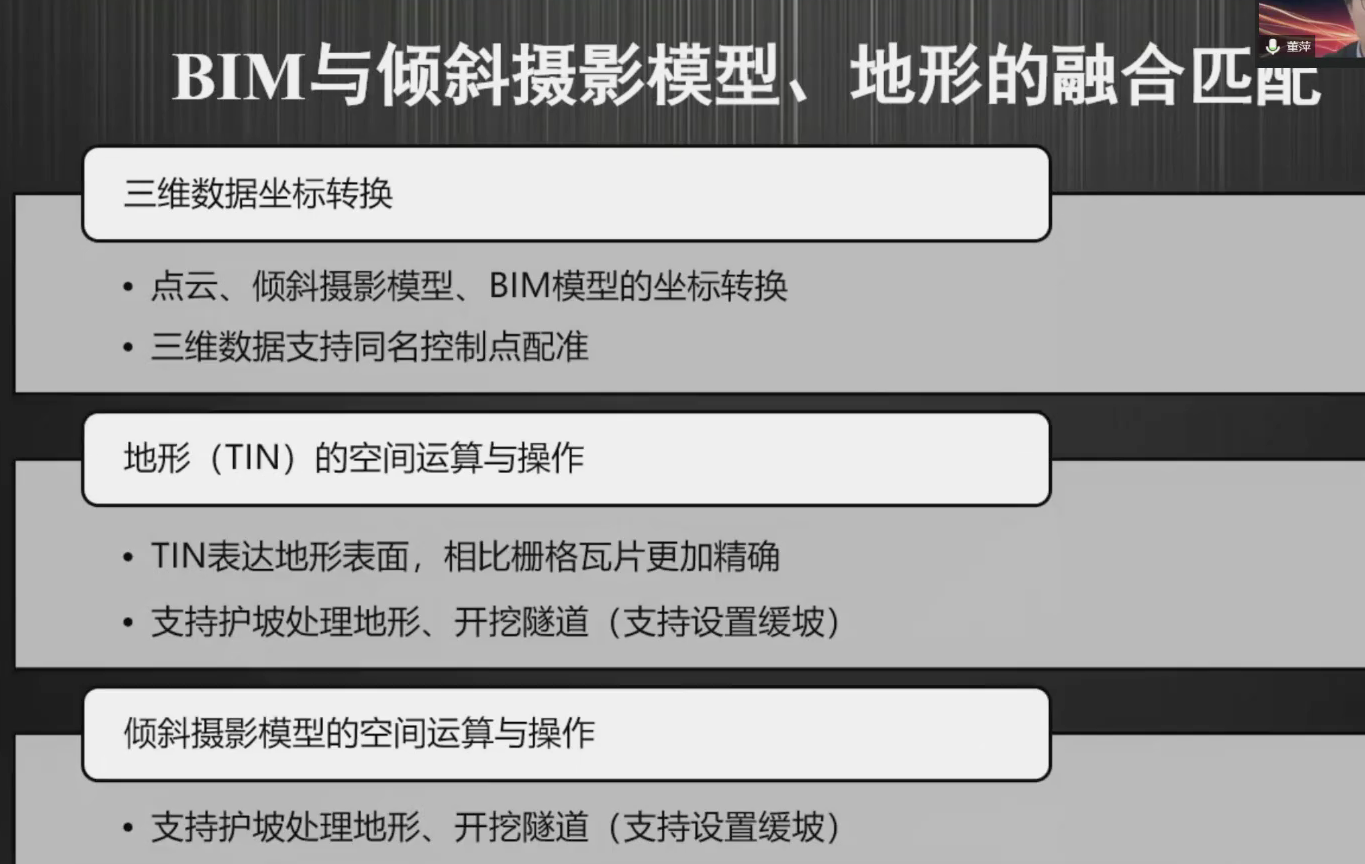 BIM与倾斜摄影模型、地形的融合匹配
董萍
三维数据坐标转换
• 点云、倾斜摄影模型、BIM模型的坐标转换
• 三维数据支持同名控制点配准
地形（TIN）的空间运算与操作
• TIN表达地形表面，相比栅格瓦片更加精确
• 支持护坡处理地形、开挖隧道（支持设置缓坡）
倾斜摄影模型的空间运算与操作
• 支持护坡处理地形、开挖隧道（支持设置缓坡）